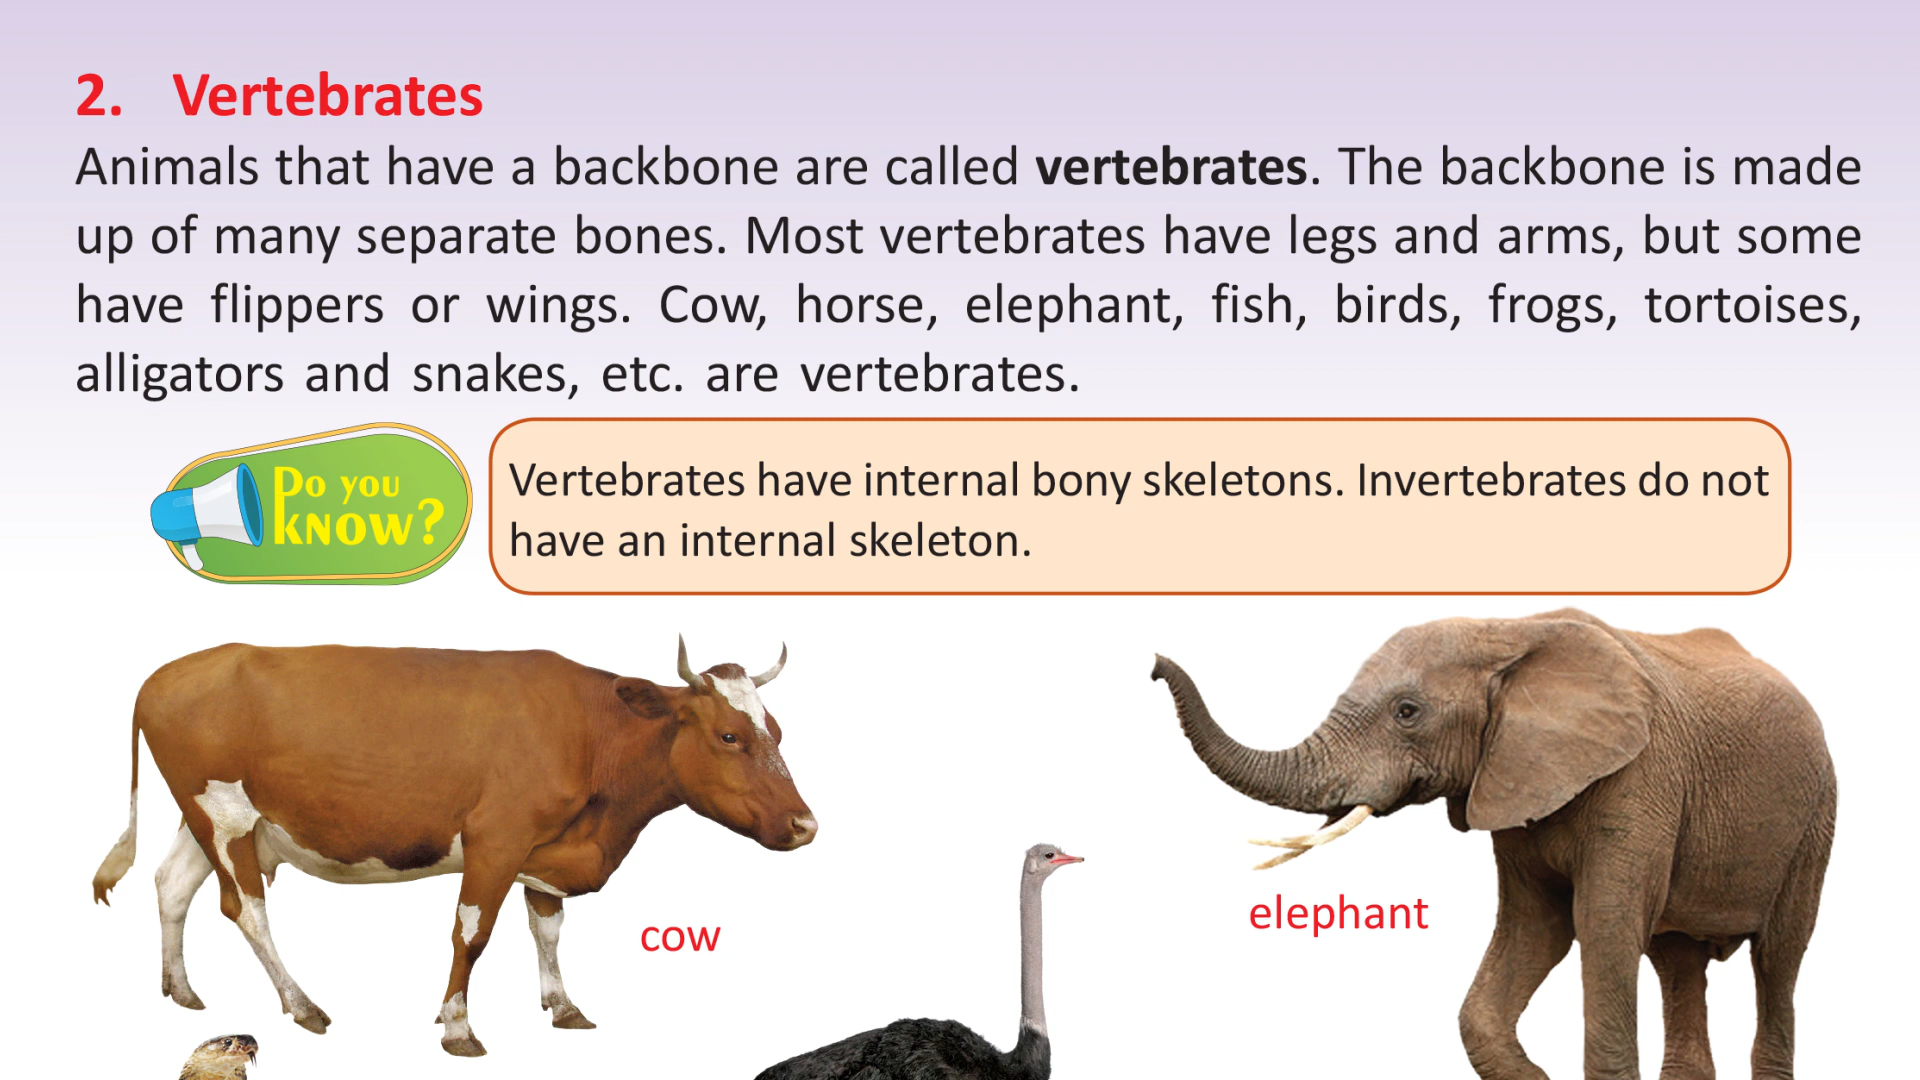 2. Vertebrates
Animals that have a backbone are called vertebrates. The backbone is made
up of many separate bones. Most vertebrates have legs and arms, but some
have flippers or wings. Cow, horse, elephant, fish, birds, frogs, tortoises,
alligators and snakes, etc. are vertebrates.
Do you
know?
Vertebrates have internal bony skeletons. Invertebrates do not
have an internal skeleton.
cow
elephant